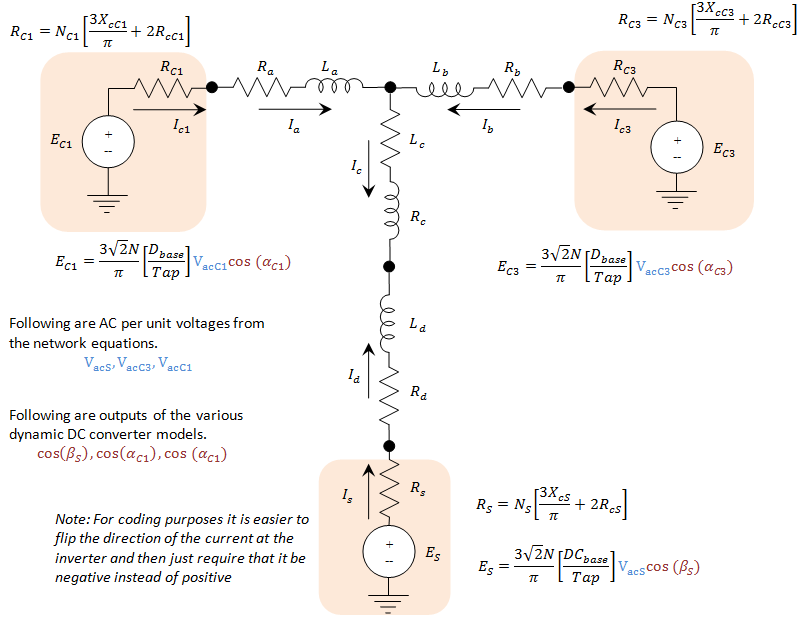 R_C1 = N_C1[3X_cC1/π + 2R_cC1]
R_C3 = N_C3[3X_cC3/π + 2R_cC3]
R_C1
R_a
L_a
L_b
R_b
R_C3
I_c1
I_a
I_b
I_c3
E_C1
+
--
L_c
I_c
R_c
+
--
E_C3
E_C1 = 3√2N/π [D_base/Tap] V_acC1 cos (α_C1)
E_C3 = 3√2N/π [D_base/Tap] V_acC3 cos (α_C3)
Following are AC per unit voltages from
the network equations.
V_acS, V_acC3, V_acC1
L_d
I_d
R_d
Following are outputs of the various
dynamic DC converter models.
cos(β_S), cos(α_C1), cos (α_C1)
I_s
R_s
R_S = N_S[3X_cS/π + 2R_cS]
Note: For coding purposes it is easier to
flip the direction of the current at the
inverter and then just require that it be
negative instead of positive
+
--
E_S
E_S = 3√2N/π [DC_base/Tap] V_acS cos (β_S)